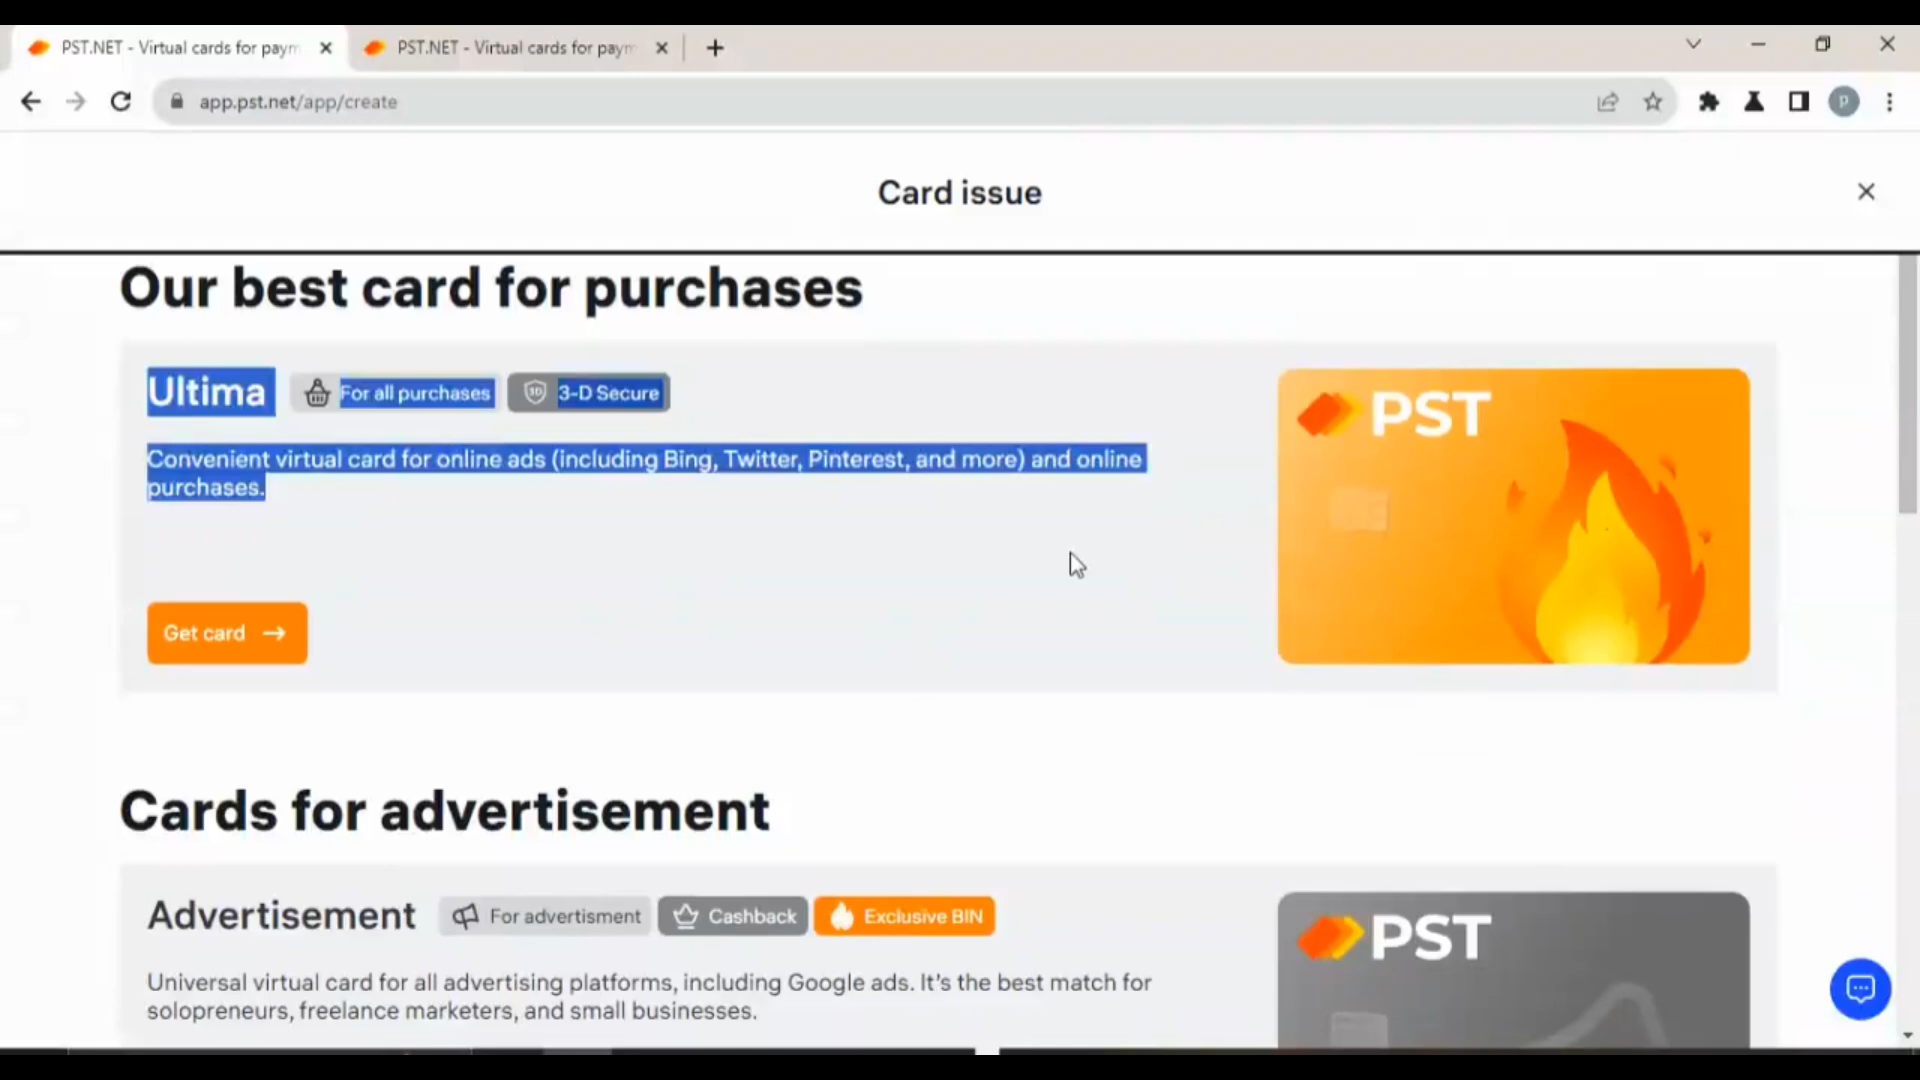 PST.NET - Virtual cards for paym
PST.NET - Virtual cards for paym
app.pst.net/app/create
P
Card issue
Our best card for purchases
Ultima
For all purchases
3D
3-D Secure
PST
Convenient virtual card for online ads (including Bing, Twitter, Pinterest, and more) and online
purchases.
Get card
Cards for advertisement
Advertisement
For advertisment
Cashback
Exclusive BIN
PST
Universal virtual card for all advertising platforms, including Google ads. It's the best match for
solopreneurs, freelance marketers, and small businesses.